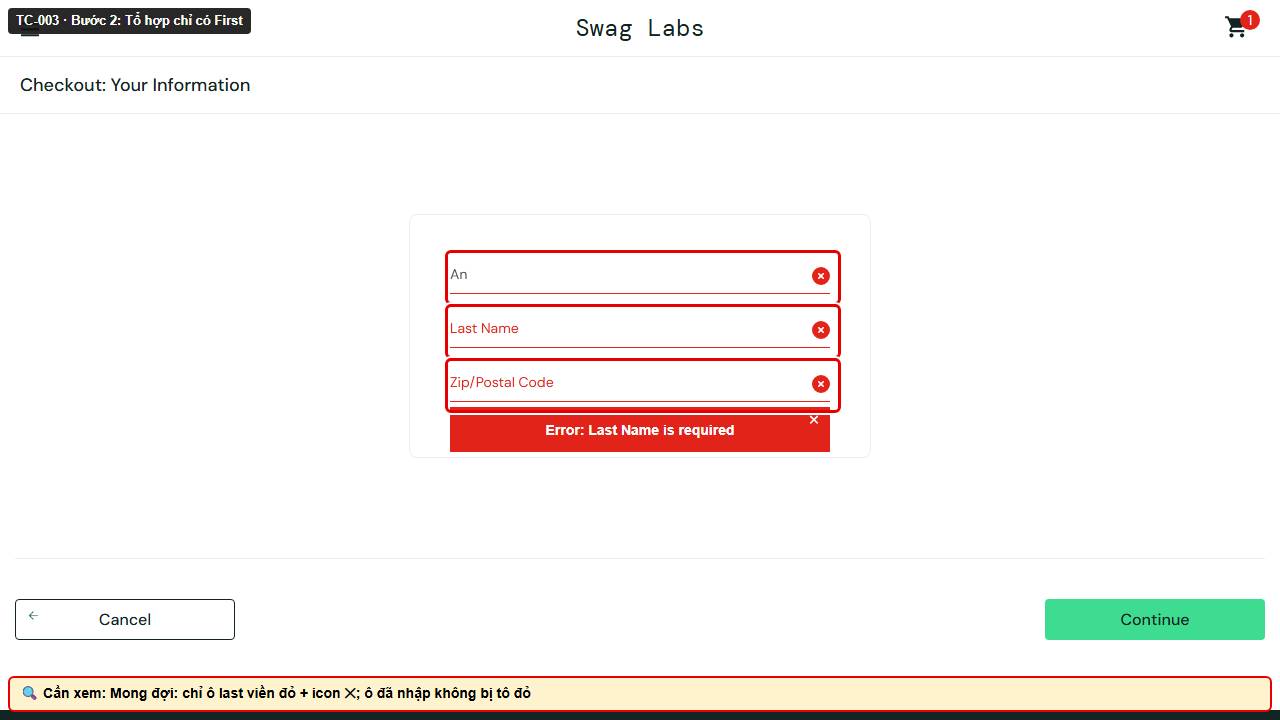 TC-003 · Bước 2: Tổ hợp chỉ có First
Swag Labs
1
Checkout: Your Information
An
Last Name
Zip/Postal Code
Error: Last Name is required
Cancel
Continue
🔍 Cần xem: Mong đợi: chỉ ô last viền đỏ + icon ✕; ô đã nhập không bị tô đỏ